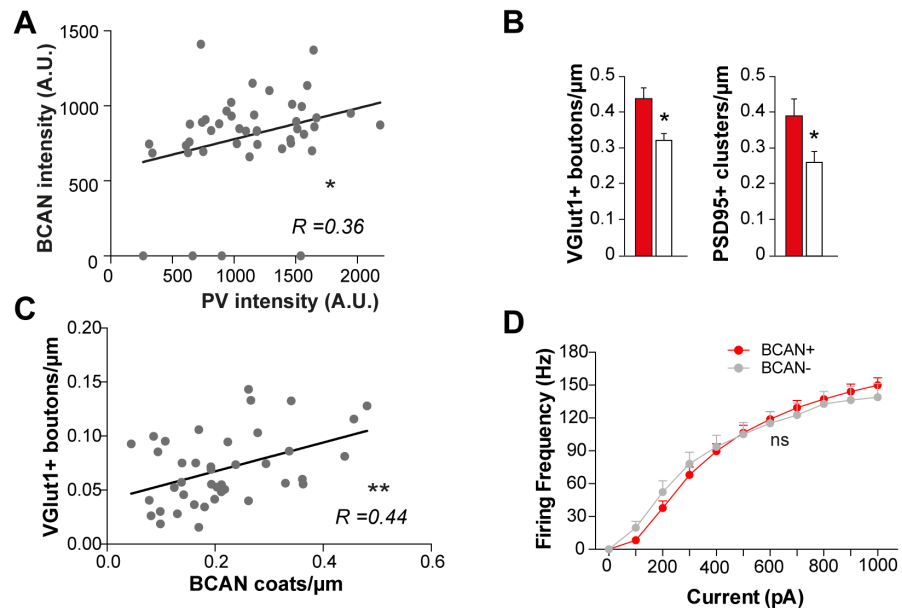 A
BCAN intensity (A.U.)
1500
1000
500
0
*
R =0.36
0 500 1000 1500 2000
PV intensity (A.U.)
B
VGlut1+ boutons/µm
0.5
0.4
0.3
0.2
0.1
0
*
PSD95+ clusters/µm
0.5
0.4
0.3
0.2
0.1
0
*
C
VGlut1+ boutons/µm
0.20
0.15
0.10
0.05
0.00
**
R =0.44
0.0 0.2 0.4 0.6
BCAN coats/µm
D
Firing Frequency (Hz)
180
150
120
90
60
30
0
BCAN+
BCAN-
ns
0 200 400 600 800 1000
Current (pA)